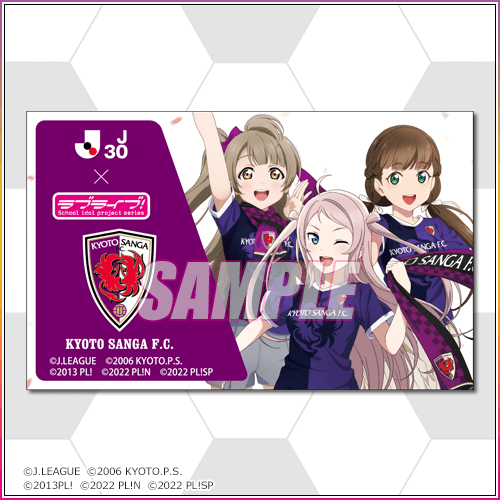 J
J
30
×
ラブライブ!
School idol project series
KYOTO SANGA
KYOTO SANGA F.C.
©J.LEAGUE ©2006 KYOTO.P.S.
©2013 PL! ©2022 PL!N ©2022 PL!SP
SAMPLE
KYOTO SANGA F.C.
KYOTO SANGA F.C.
KYOTO
SANGA F.C.
©J.LEAGUE ©2006 KYOTO.P.S.
©2013PL! ©2022 PL!N ©2022 PL!SP